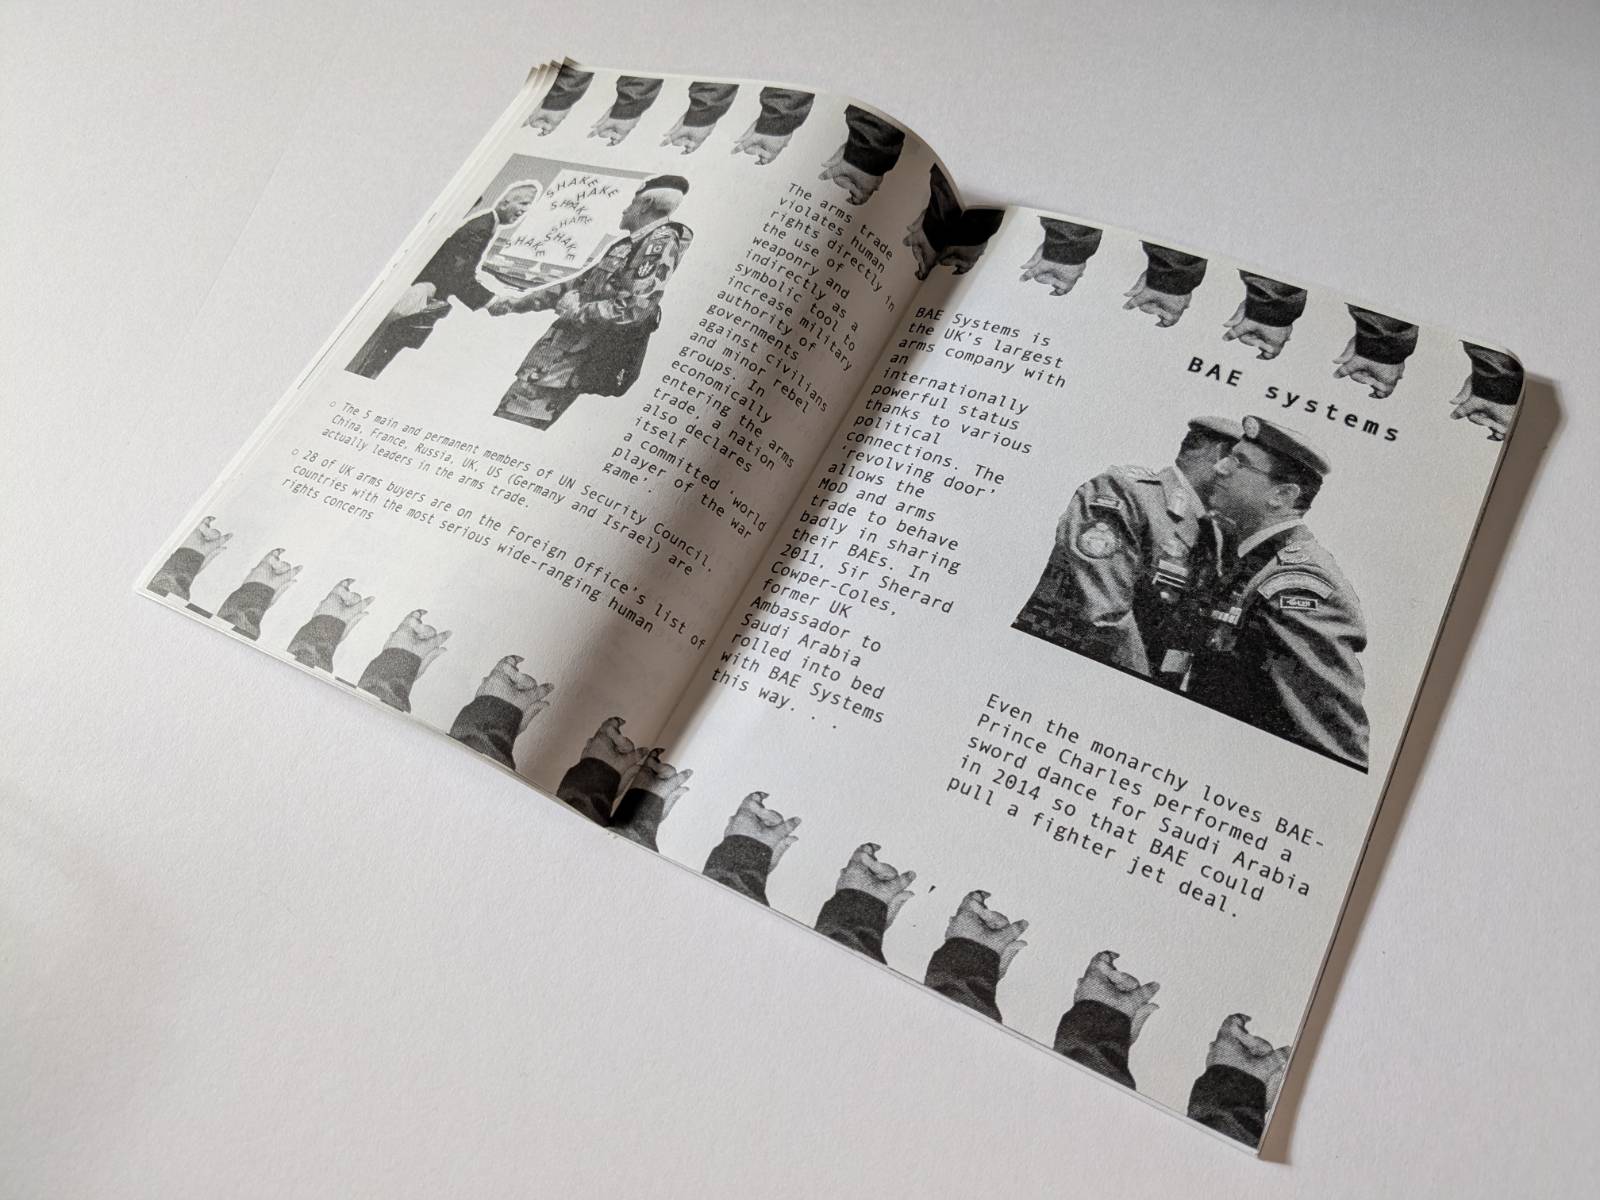 SHAKE
SHAKE
SHAKE
SHAKE
SHAKE
SHAKE
The arms trade
violates human
rights directly in
the use of
weaponry and
indirectly as a
symbolic tool to
increase military
authority of
governments
against civilians
and minor rebel
groups. In
economically
entering the arms
trade, a nation
also declares
itself
a committed 'world
player of the war
game'.
○ The 5 main and permanent members of UN Security Council.
China, France, Russia, UK, US (Germany and Israel) are
actually leaders in the arms trade.
○ 28 of UK arms buyers are on the Foreign Office's list of
countries with the most serious wide-ranging human
rights concerns
BAE Systems is
the UK's largest
arms company with
an
internationally
powerful status
thanks to various
political
connections. The
'revolving door'
allows the
MoD and arms
trade to behave
badly in sharing
their BAEs. In
2011, Sir Sherard
Cowper-Coles,
former UK
Ambassador to
Saudi Arabia
rolled into bed
with BAE Systems
this way. . .
BAE systems
Even the monarchy loves BAE-
Prince Charles performed a
sword dance for Saudi Arabia
in 2014 so that BAE could
pull a fighter jet deal.